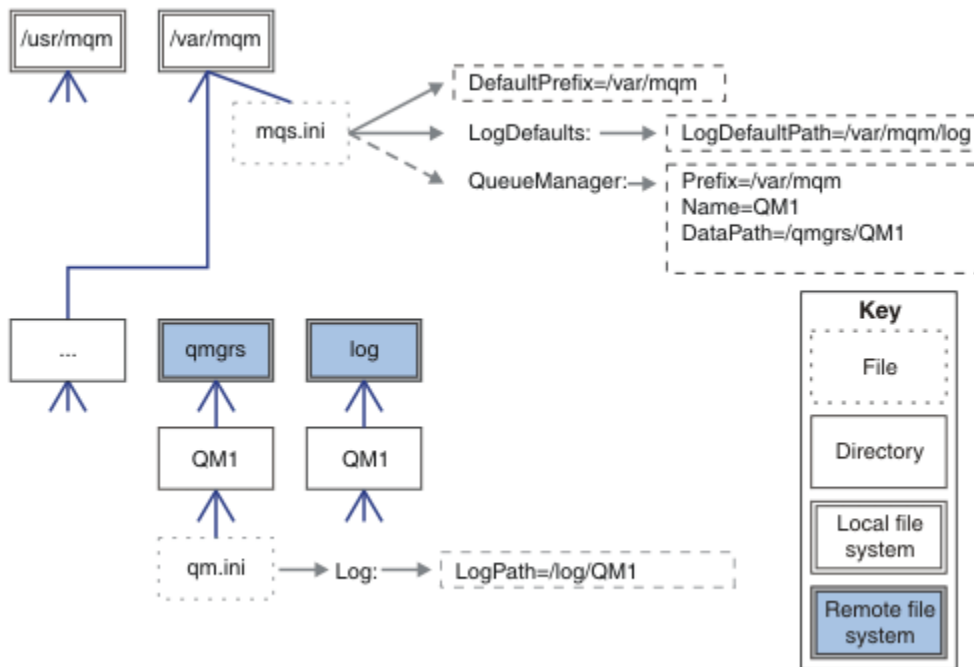 /usr/mqm
/var/mqm
mqs.ini
DefaultPrefix=/var/mqm
LogDefaults:
LogDefaultPath=/var/mqm/log
QueueManager:
Prefix=/var/mqm
Name=QM1
DataPath=/qmgrs/QM1
...
qmgrs
log
QM1
QM1
qm.ini
Log:
LogPath=/log/QM1
Key
File
Directory
Local file
system
Remote file
system